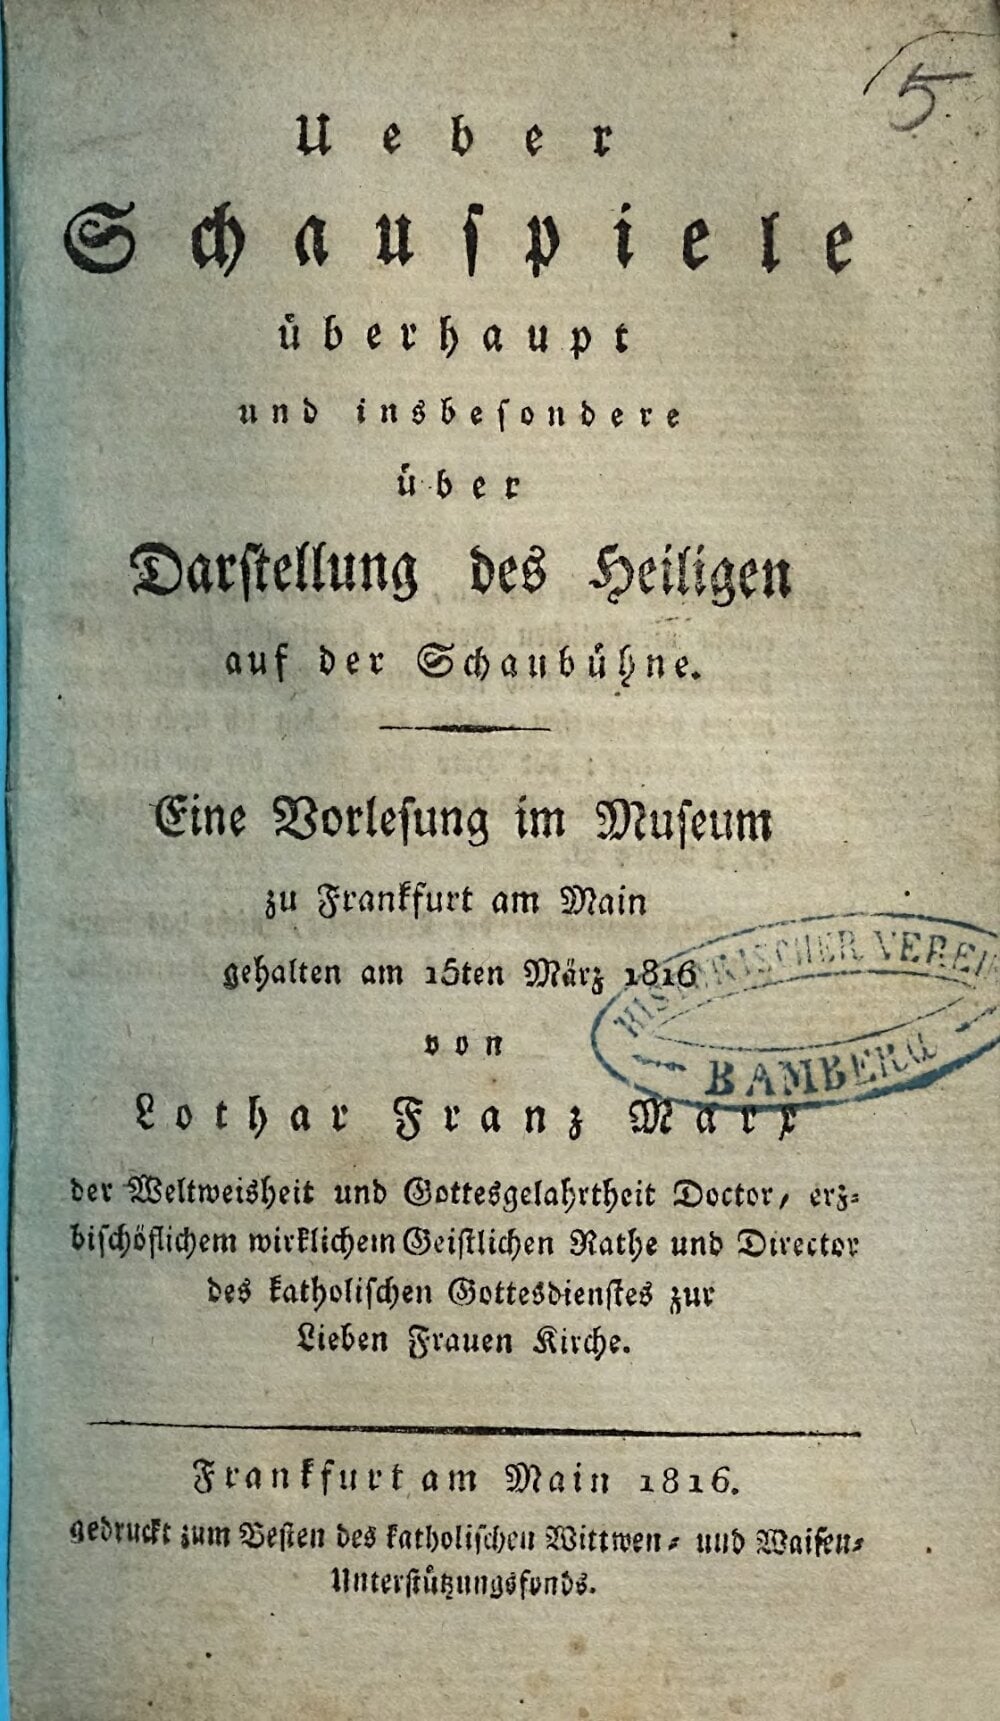 5
Ueber
Schauspiele
überhaupt
und insbesondere
über
Darstellung des Heiligen
auf der Schaubühne.
Eine Vorlesung im Museum
zu Frankfurt am Main
gehalten am 15ten März 1816
HISTORISCHER VEREIN
BAMBERG
von
Lothar Franz Marx
der Weltweisheit und Gottesgelahrtheit Doctor, erz-
bischöflichem wirklichem Geistlichen Rathe und Director
des katholischen Gottesdienstes zur
Lieben Frauen Kirche.
Frankfurt am Main 1816.
gedruckt zum Besten des katholischen Wittwen- und Waisen-
Unterstützungsfonds.